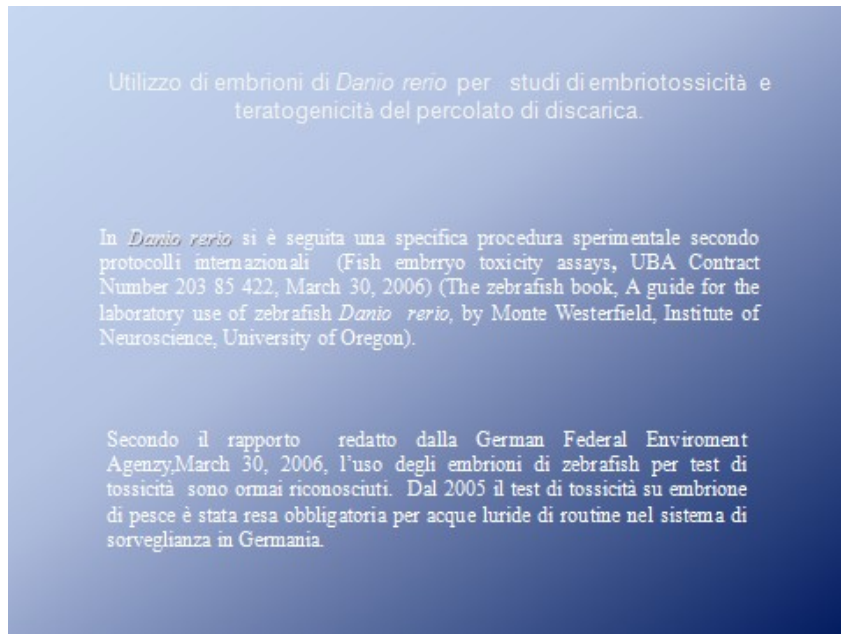 Utilizzo di embrioni di Danio rerio per studi di embriotossicità e
teratogenicità del percolato di discarica.
In Danio rerio si è seguita una specifica procedura sperimentale secondo
protocolli internazionali (Fish embrryo toxicity assays, UBA Contract
Number 203 85 422, March 30, 2006) (The zebrafish book, A guide for the
laboratory use of zebrafish Danio rerio, by Monte Westerfield, Institute of
Neuroscience, University of Oregon).
Secondo il rapporto redatto dalla German Federal Enviroment
Agenzy,March 30, 2006, l'uso degli embrioni di zebrafish per test di
tossicità sono ormai riconosciuti. Dal 2005 il test di tossicità su embrione
di pesce è stata resa obbligatoria per acque luride di routine nel sistema di
sorveglianza in Germania.